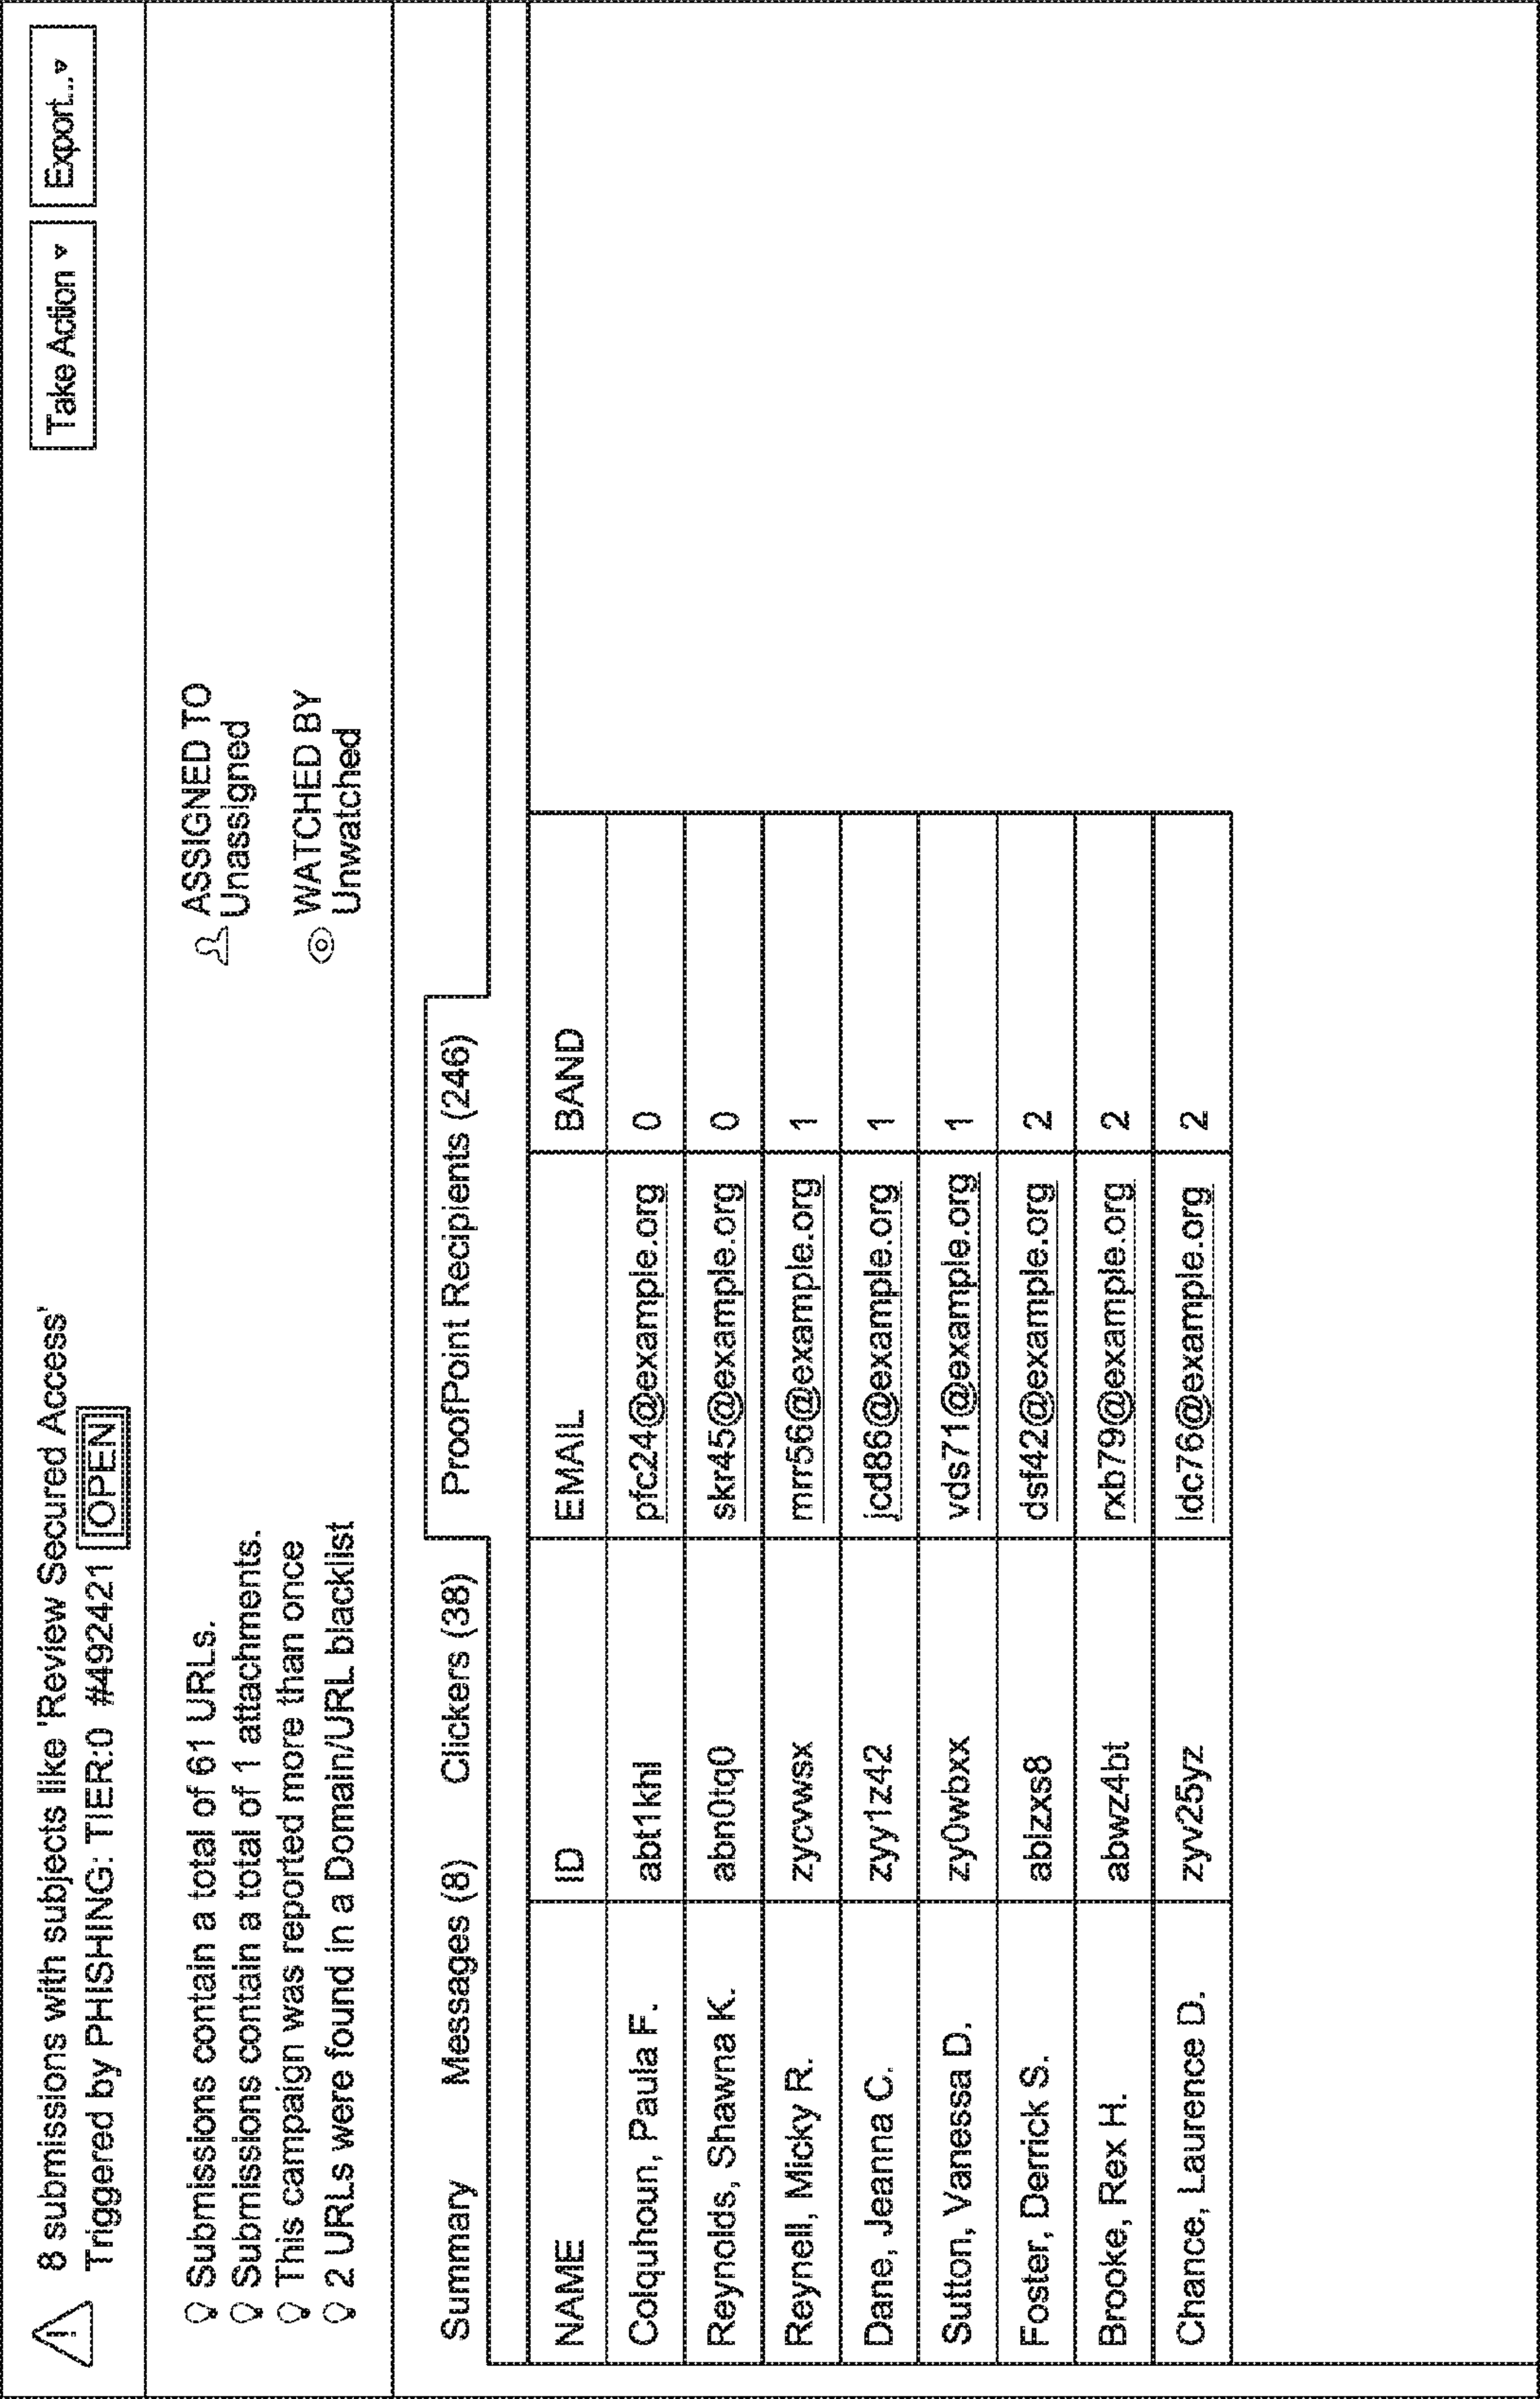 8 submissions with subjects like 'Review Secured Access'
Triggered by PHISHING: TIER:0 #492421 OPEN
Take Action Export...
Submissions contain a total of 61 URLs.
Submissions contain a total of 1 attachments.
This campaign was reported more than once
2 URLs were found in a Domain/URL blacklist
ASSIGNED TO
Unassigned
WATCHED BY
Unwatched
Summary Messages (8) Clickers (38) ProofPoint Recipients (246)
NAME ID EMAIL BAND
Colquhoun, Paula F. abt1khl pfc24@example.org 0
Reynolds, Shawna K. abn0tq0 skr45@example.org 0
Reynell, Micky R. zycvwsx mrr56@example.org 1
Dane, Jeanna C. zyy1z42 jcd86@example.org 1
Sutton, Vanessa D. zy0wbxx vds71@example.org 1
Foster, Derrick S. ablzxs8 dsf42@example.org 2
Brooke, Rex H. abwz4bt rxb79@example.org 2
Chance, Laurence D. zyv25yz ldc76@example.org 2